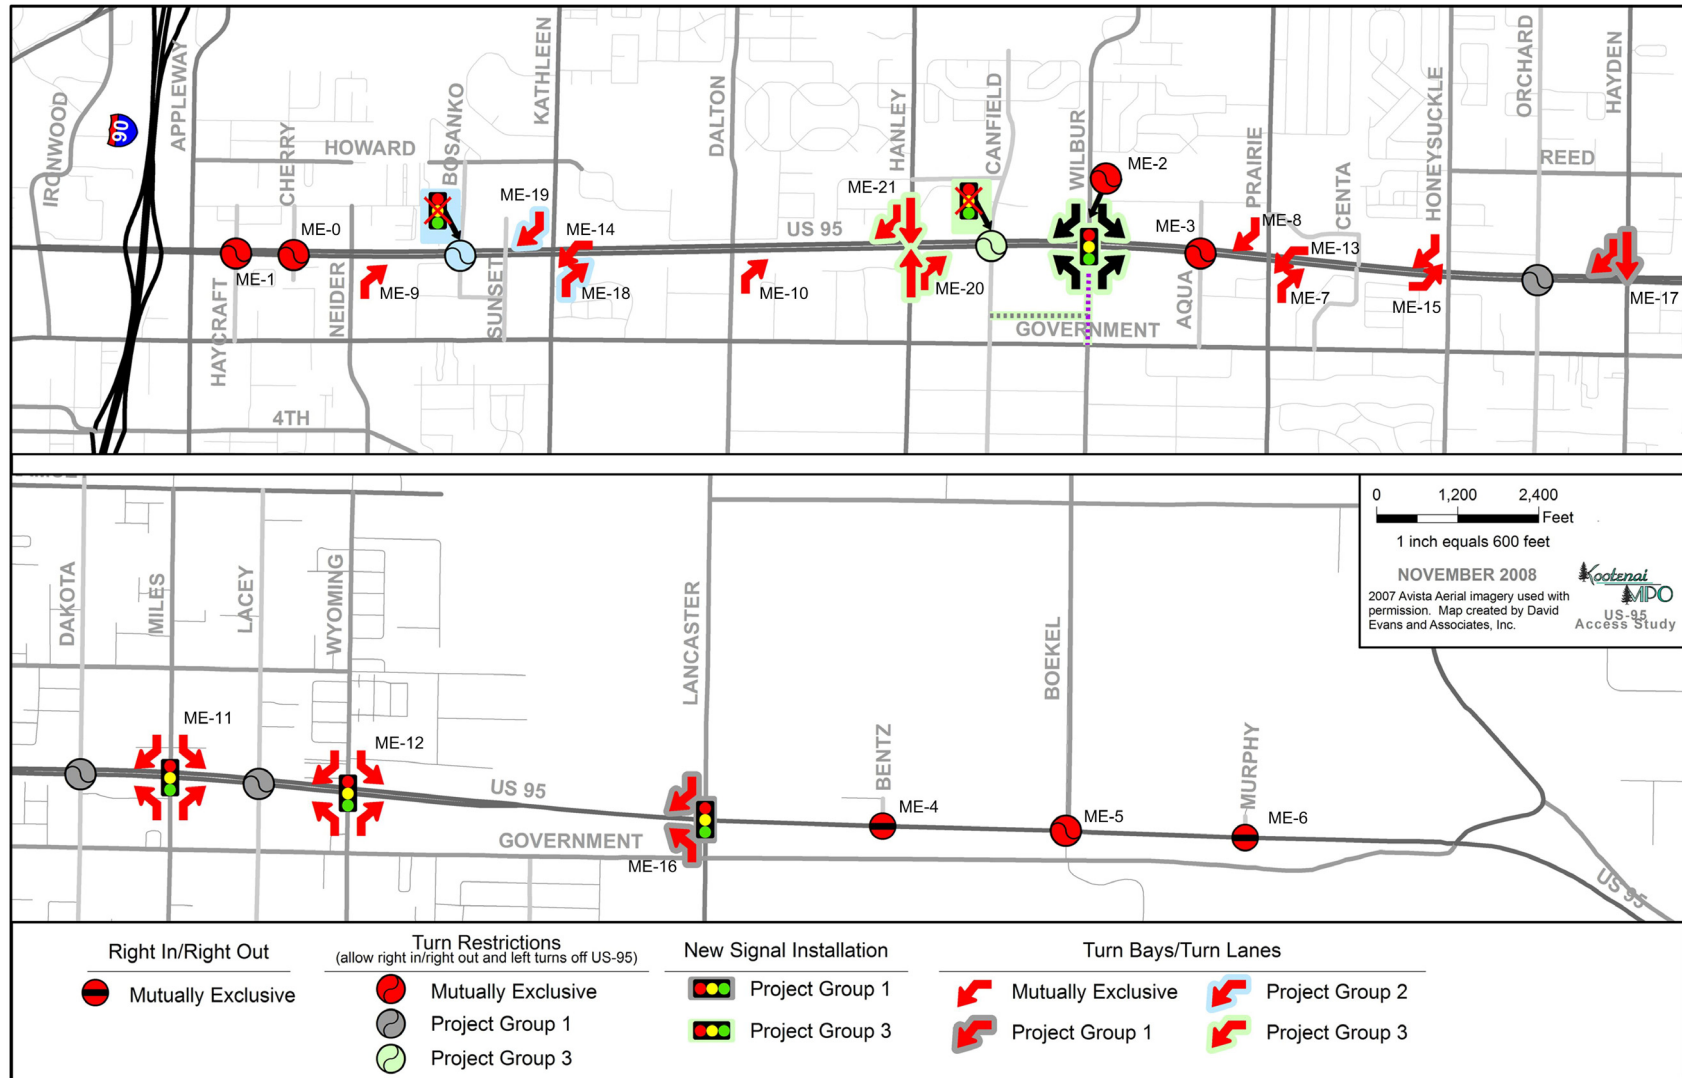 IRONWOOD
90
APPLEWAY
CHERRY
HOWARD
BOSANKO
KATHLEEN
DALTON
HANLEY
CANFIELD
WILBUR
PRAIRIE
CENTA
HONEYSUCKLE
ORCHARD
HAYDEN
REED
ME-19
ME-21
ME-2
ME-0
ME-14
US 95
ME-3
ME-8
ME-13
ME-1
ME-9
ME-18
ME-10
ME-20
ME-7
ME-15
ME-17
HAYCRAFT
NEIDER
SUNSET
AQUA
GOVERNMENT
4TH
DAKOTA
MILES
LACEY
WYOMING
LANCASTER
BOEKEL
BENTZ
MURPHY
ME-11
ME-12
US 95
ME-4
ME-5
ME-6
GOVERNMENT
ME-16
US 95
0 1,200 2,400
Feet
1 inch equals 600 feet
NOVEMBER 2008
2007 Avista Aerial imagery used with
permission. Map created by David
Evans and Associates, Inc.
Kootenai
MPO
US-95
Access Study
Right In/Right Out
Mutually Exclusive
Turn Restrictions
(allow right in/right out and left turns off US-95)
Mutually Exclusive
Project Group 1
Project Group 3
New Signal Installation
Project Group 1
Project Group 3
Turn Bays/Turn Lanes
Mutually Exclusive
Project Group 2
Project Group 1
Project Group 3